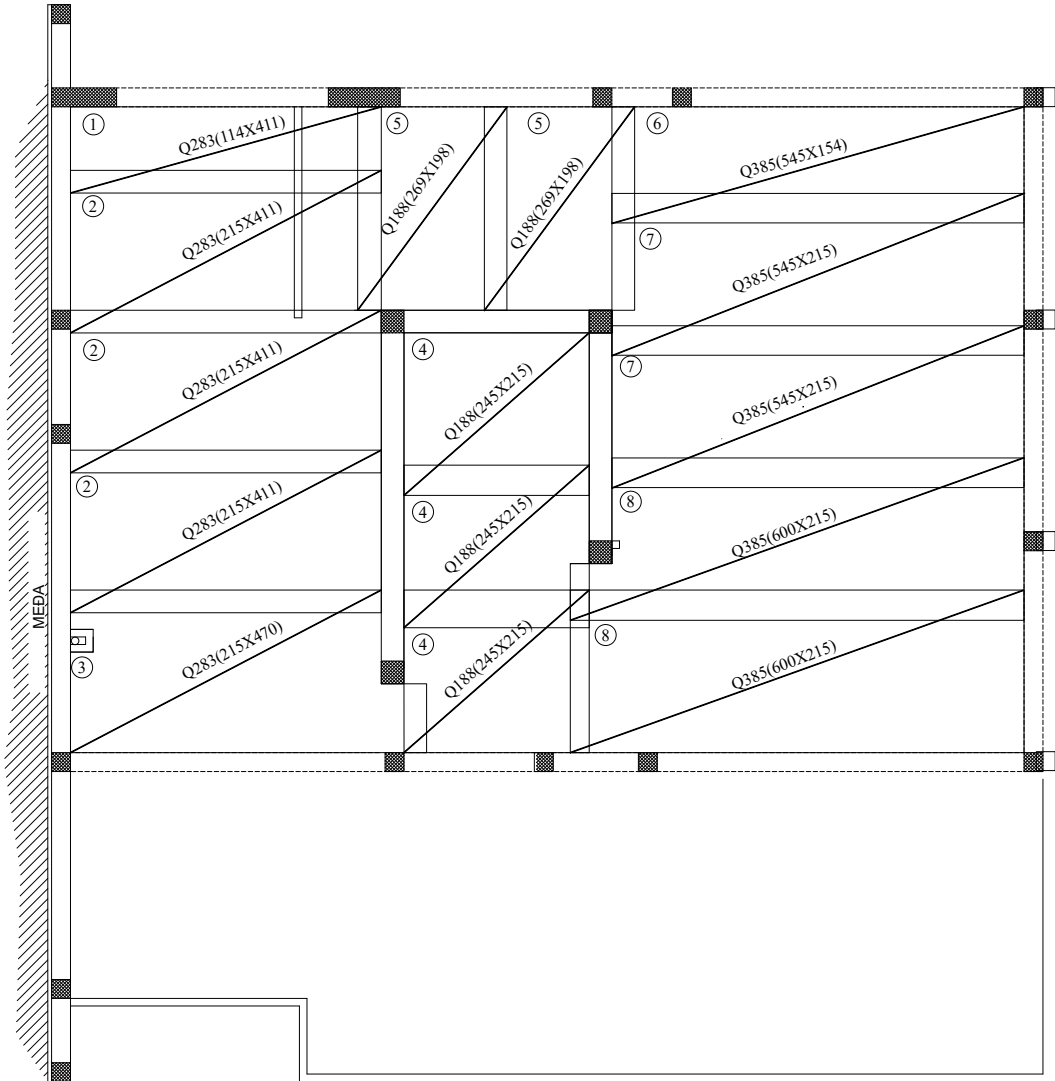 1
Q283(114X411)
5
Q188(269X198)
5
Q188(269X198)
6
Q385(545X154)
2
Q283(215X411)
7
Q385(545X215)
2
Q283(215X411)
4
Q188(245X215)
7
Q385(545X215)
2
Q283(215X411)
4
Q188(245X215)
8
Q385(600X215)
MEĐA
3
Q283(215X470)
4
Q188(245X215)
8
Q385(600X215)